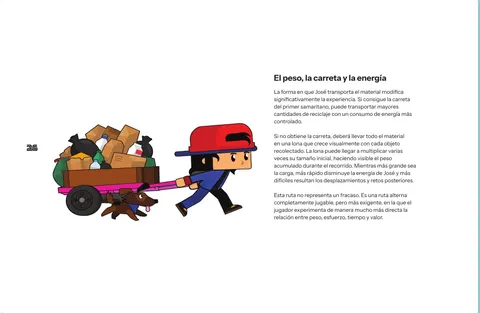 El peso, la carreta y la energía
La forma en que José transporta el material modifica
significativamente la experiencia. Si consigue la carreta
del primer samaritano, puede transportar mayores
cantidades de reciclaje con un consumo de energía más
controlado.
Si no obtiene la carreta, deberá llevar todo el material
en una lona que crece visualmente con cada objeto
recolectado. La lona puede llegar a multiplicar varias
veces su tamaño inicial, haciendo visible el peso
acumulado durante el recorrido. Mientras más grande sea
la carga, más rápido disminuye la energía de José y más
difíciles resultan los desplazamientos y retos posteriores.
Esta ruta no representa un fracaso. Es una ruta alterna
completamente jugable, pero más exigente, en la que el
jugador experimenta de manera mucho más directa la
relación entre peso, esfuerzo, tiempo y valor.